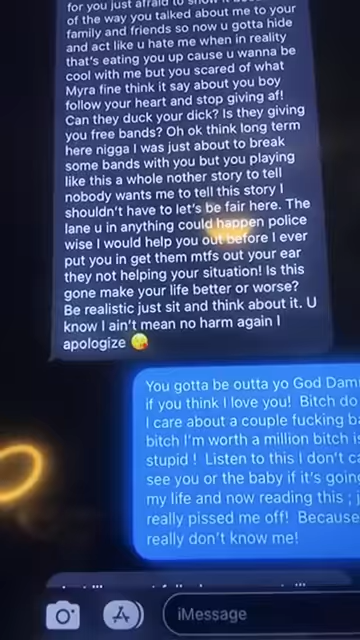 for you just afraid to show it
of the way you talked about me to your
family and friends so now u gotta hide
and act like u hate me when in reality
that's eating you up cause u wanna be
cool with me but you scared of what
Myra fine think it say about you boy
follow your heart and stop giving af!
Can they duck your dick? Is they giving
you free bands? Oh ok think long term
here nigga I was just about to break
some bands with you but you playing
like this a whole nother story to tell
nobody wants me to tell this story I
shouldn't have to let's be fair here. The
lane u in anything could happen police
wise I would help you out before I ever
put you in get them mtfs out your ear
they not helping your situation! Is this
gone make your life better or worse?
Be realistic just sit and think about it. U
know I ain't mean no harm again I
apologize 😘
You gotta be outta yo God Dam
if you think I love you! Bitch do
I care about a couple fucking ba
bitch I'm worth a million bitch is
stupid ! Listen to this I don't ca
see you or the baby if it's going
my life and now reading this ; j
really pissed me off! Because
really don't know me!
iMessage